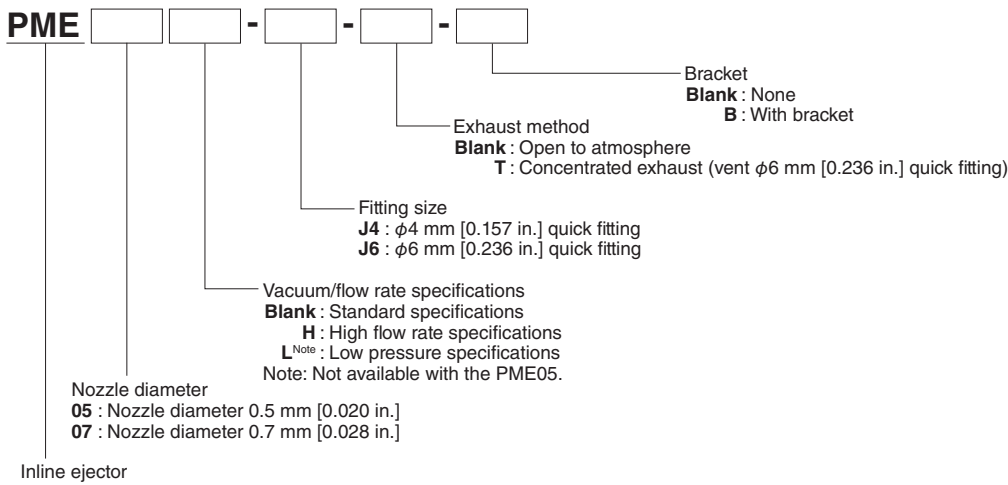 PME - - -
Bracket
Blank : None
B : With bracket
Exhaust method
Blank : Open to atmosphere
T : Concentrated exhaust (vent ϕ6 mm [0.236 in.] quick fitting)
Fitting size
J4 : ϕ4 mm [0.157 in.] quick fitting
J6 : ϕ6 mm [0.236 in.] quick fitting
Vacuum/flow rate specifications
Blank : Standard specifications
H : High flow rate specifications
LNote : Low pressure specifications
Note: Not available with the PME05.
Nozzle diameter
05 : Nozzle diameter 0.5 mm [0.020 in.]
07 : Nozzle diameter 0.7 mm [0.028 in.]
Inline ejector